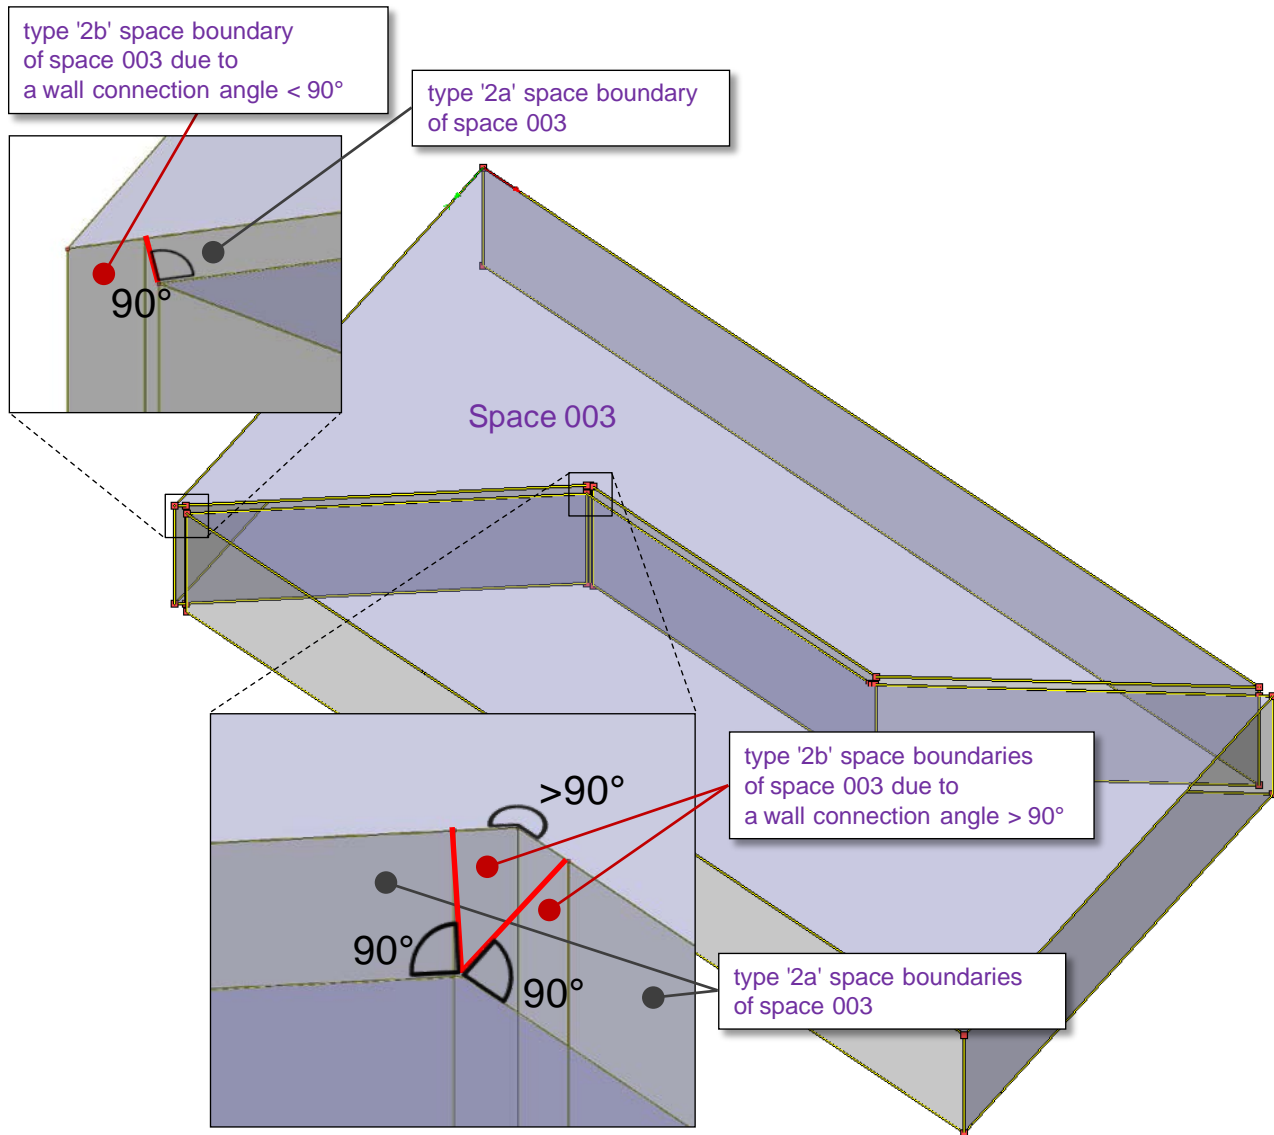 type '2b' space boundary
of space 003 due to
a wall connection angle < 90°
type '2a' space boundary
of space 003
90°
Space 003
>90°
90°
90°
type '2b' space boundaries
of space 003 due to
a wall connection angle > 90°
type '2a' space boundaries
of space 003